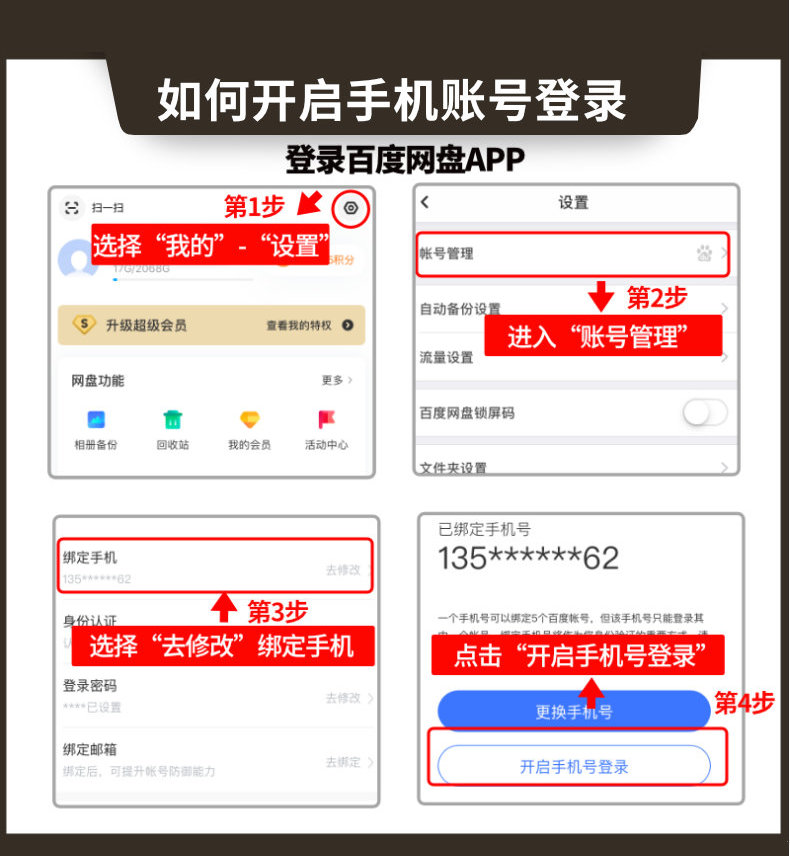 如何开启手机账号登录
登录百度网盘APP
扫一扫
第1步
选择“我的”-“设置”
积分
17G/2068G
S 升级超级会员
查看我的特权
网盘功能
更多
相册备份
回收站
我的会员
活动中心
设置
帐号管理
第2步
自动备份设置
进入“账号管理”
流量设置
百度网盘锁屏码
文件夹设置
绑定手机
135******62
去修改
第3步
身份认证
选择“去修改”绑定手机
登录密码
****已设置
去修改
绑定邮箱
绑定后，可提升帐号防御能力
去绑定
已绑定手机号
135******62
一个手机号可以绑定5个百度帐号，但该手机号只能登录其
点击“开启手机号登录”
第4步
更换手机号
开启手机号登录